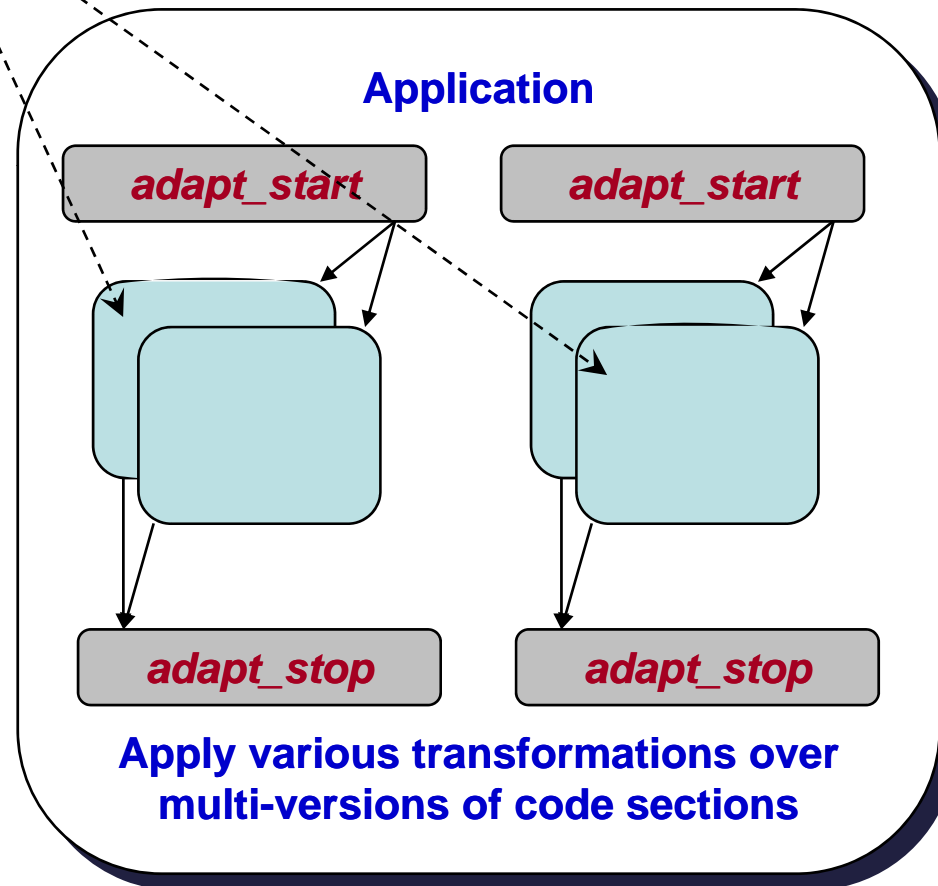 Application
adapt_start adapt_start
adapt_stop adapt_stop
Apply various transformations over
multi-versions of code sections